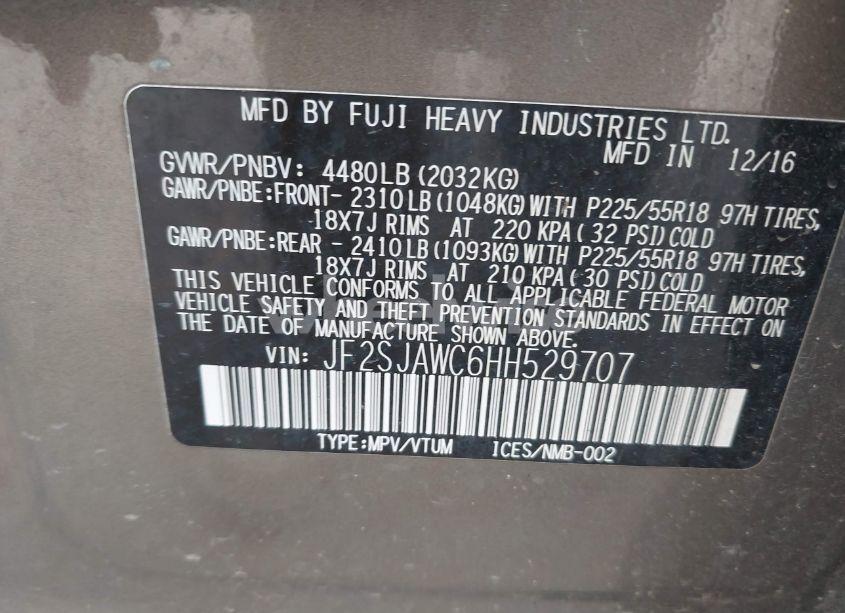 MFD BY FUJI HEAVY INDUSTRIES LTD.
MFD IN 12/16
GVWR/PNBV: 4480LB (2032KG)
GAWR/PNBE:FRONT- 2310LB (1048KG) WITH P225/55R18 97H TIRES,
18X7J RIMS AT 220 KPA ( 32 PSI) COLD
GAWR/PNBE:REAR - 2410LB (1093KG) WITH P225/55R18 97H TIRES,
18X7J RIMS AT 210 KPA ( 30 PSI) COLD
THIS VEHICLE CONFORMS TO ALL APPLICABLE FEDERAL MOTOR
VEHICLE SAFETY AND THEFT PREVENTION STANDARDS IN EFFECT ON
THE DATE OF MANUFACTURE SHOWN ABOVE.
VIN: JF2SJAWC6HH529707
TYPE:MPV/VTUM ICES/NMB-002